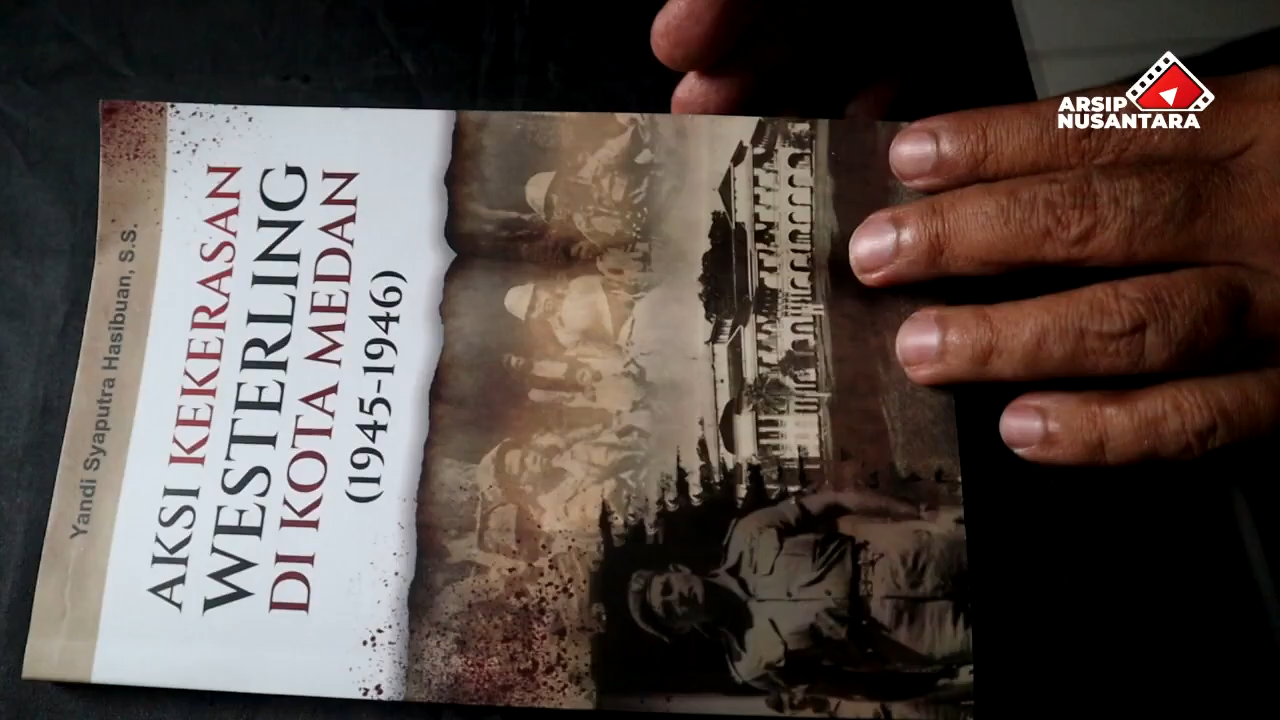 Yandi Syaputra Hasibuan, S.S.
AKSI KEKERASAN
WESTERLING
DI KOTA MEDAN
(1945-1946)
ARSIP
NUSANTARA